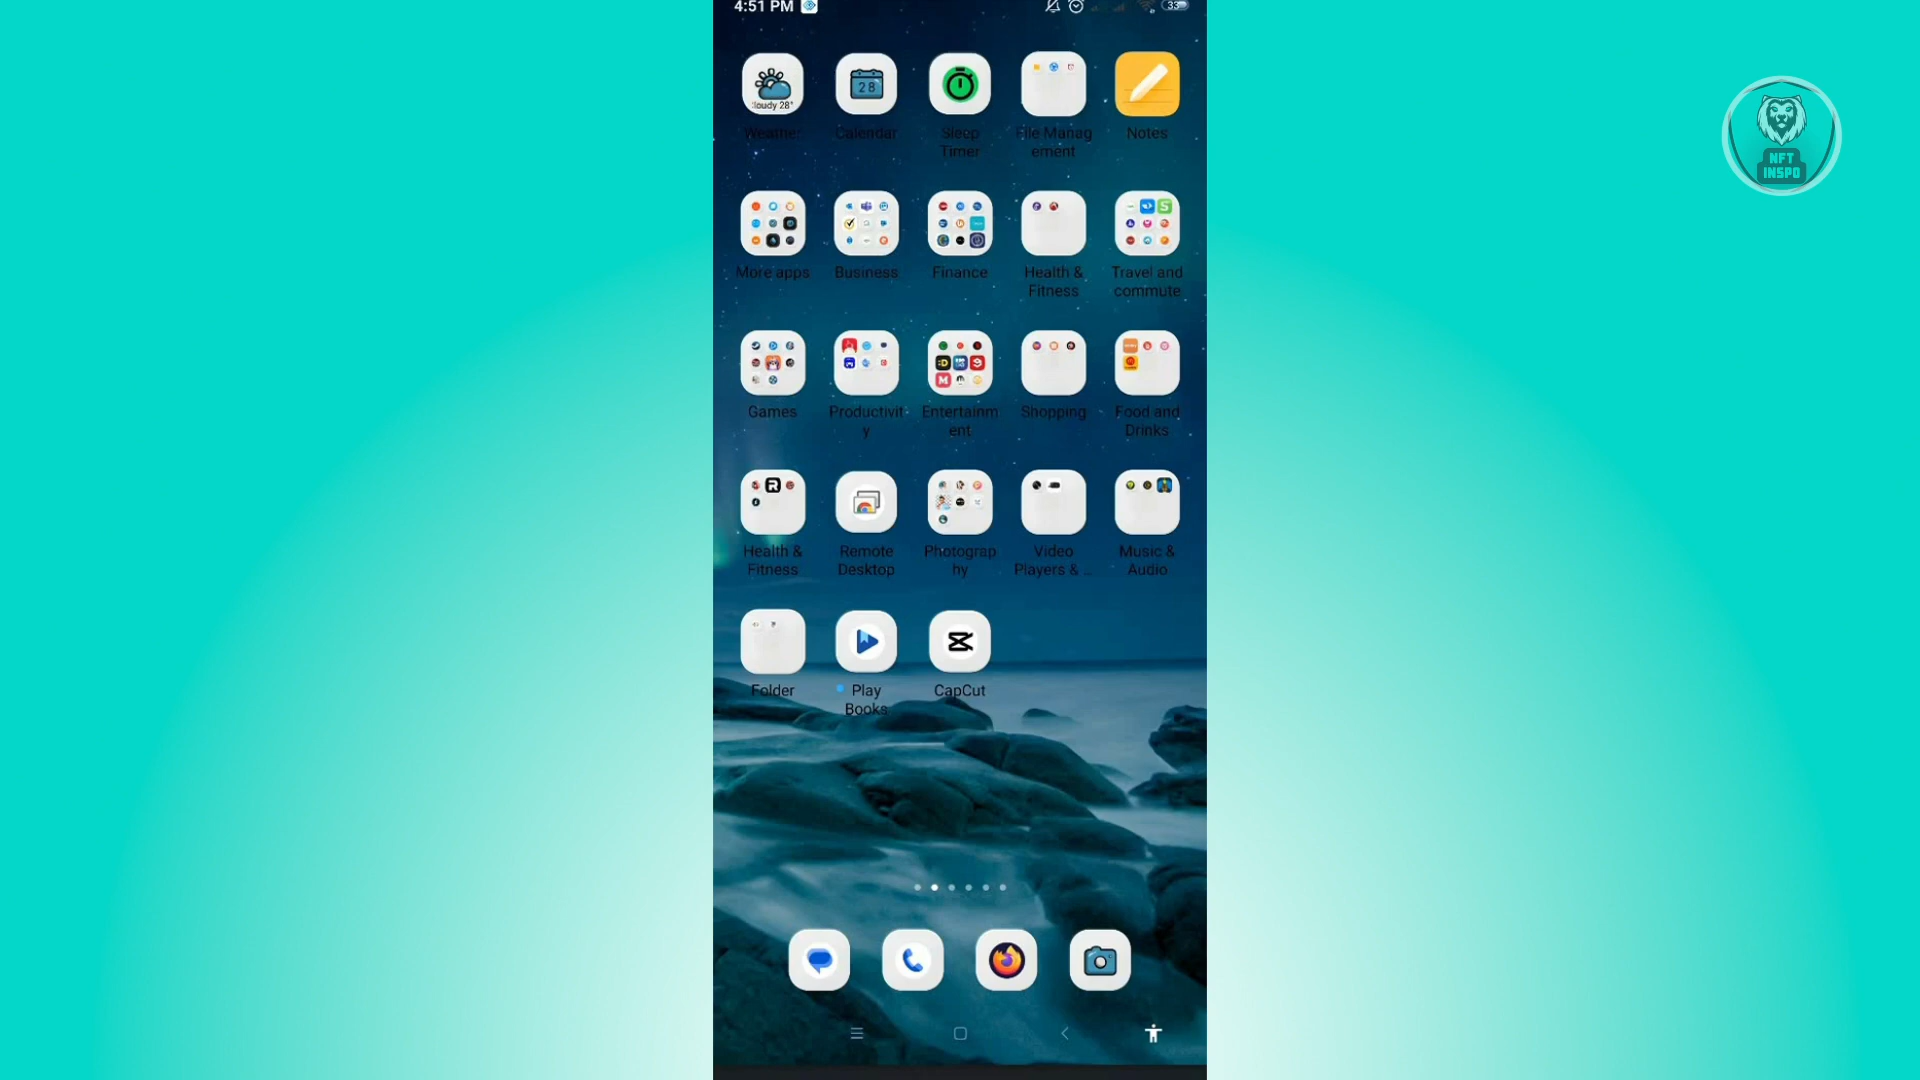 4:51 PM
33
Cloudy 28°
28
Weather
Calendar
Sleep
Timer
File Manag
ement
Notes
More apps
Business
Finance
Health &
Fitness
Travel and
commute
Games
Productivit
y
Entertainm
ent
Shopping
Food and
Drinks
Health &
Fitness
Remote
Desktop
Photograp
hy
Video
Players & ...
Music &
Audio
Folder
Play
Books
CapCut
NFT
INSPO